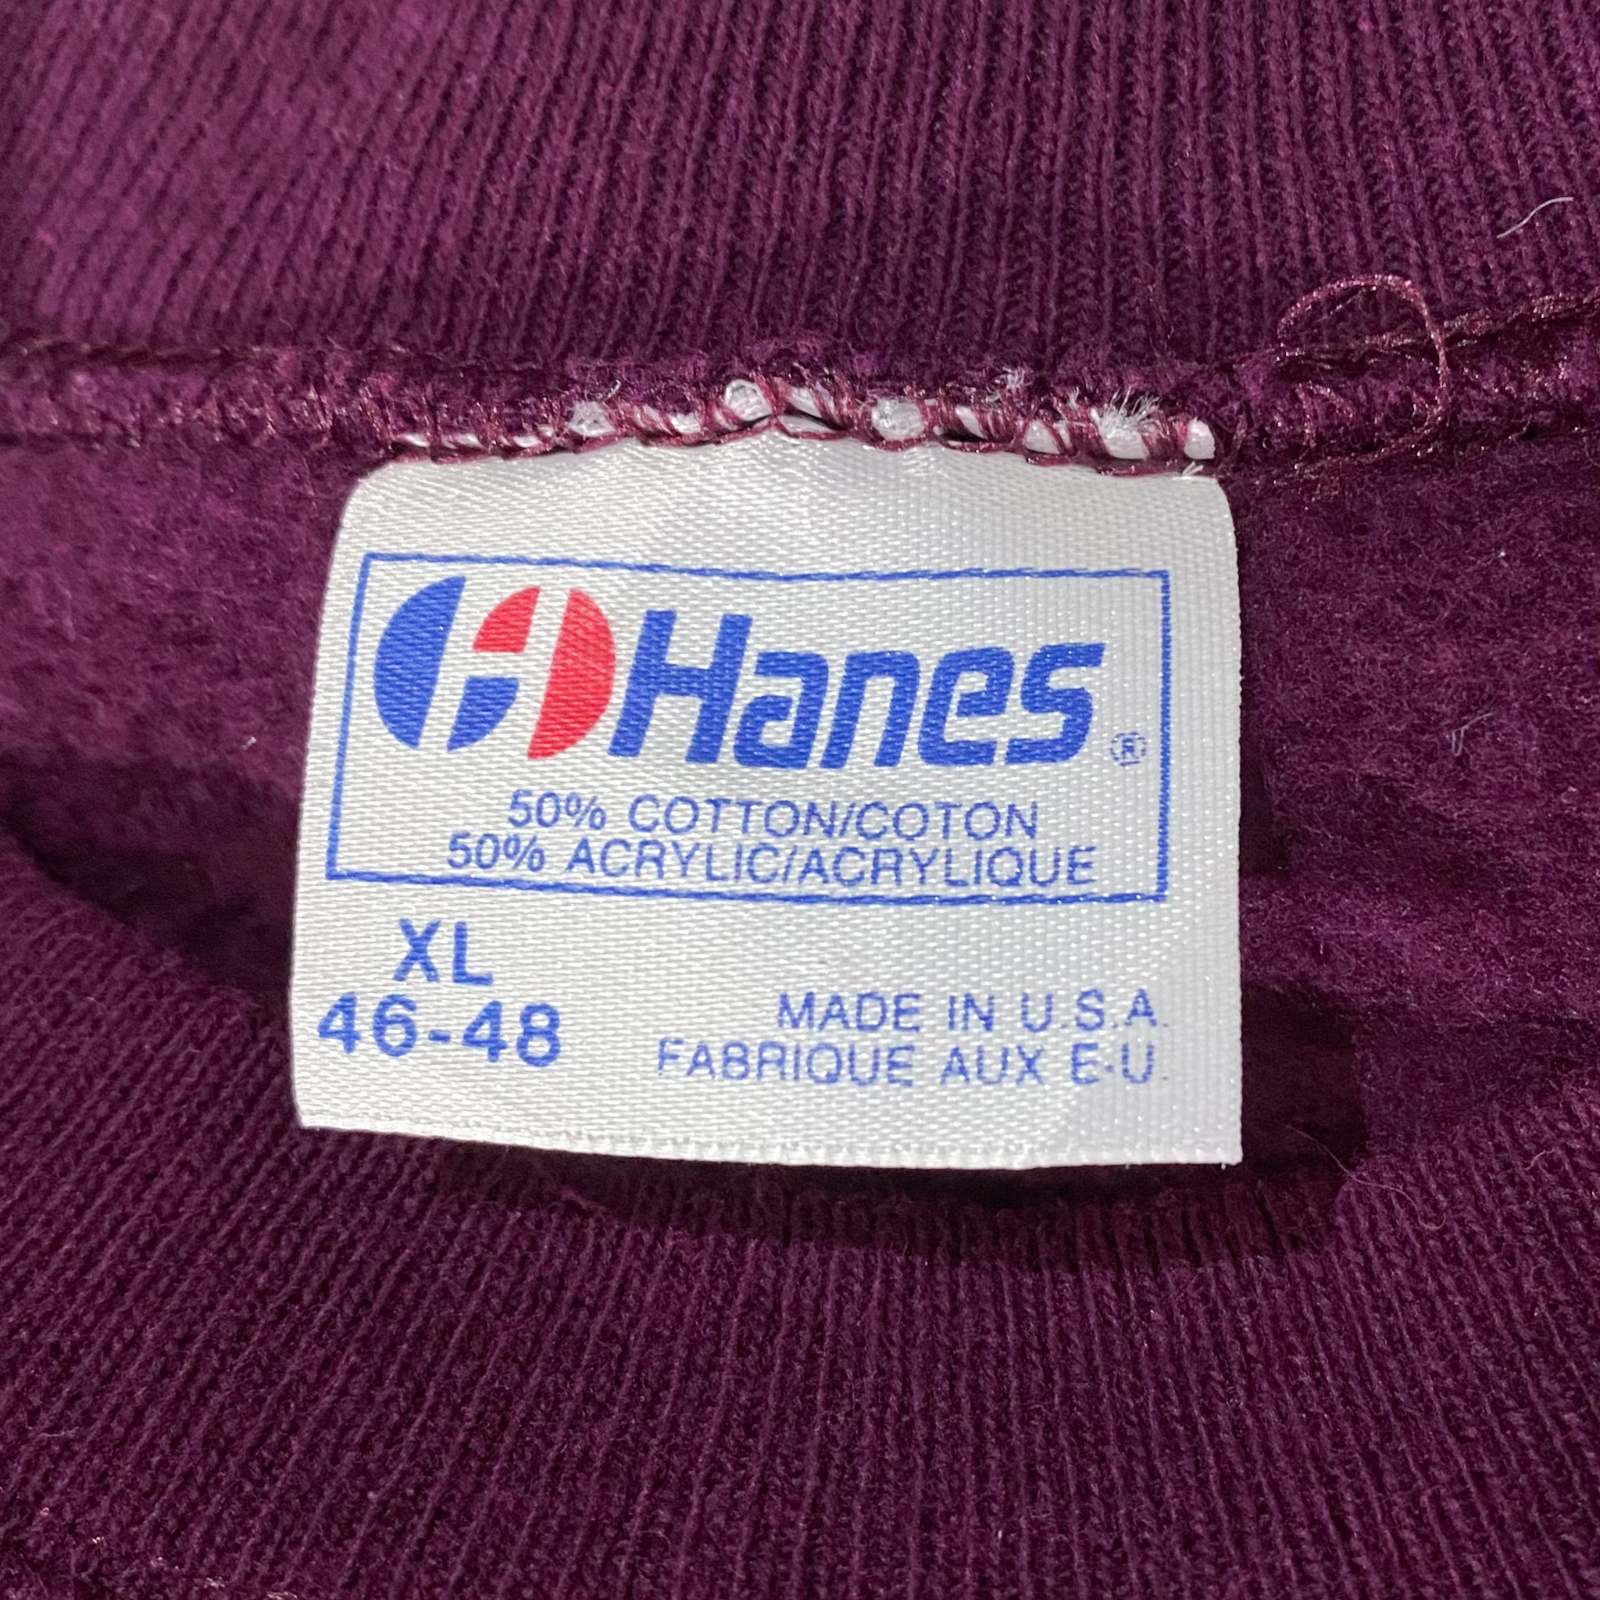 Hanes®
50% COTTON/COTON
50% ACRYLIC/ACRYLIQUE
XL
46-48
MADE IN U.S.A.
FABRIQUE AUX E-U.